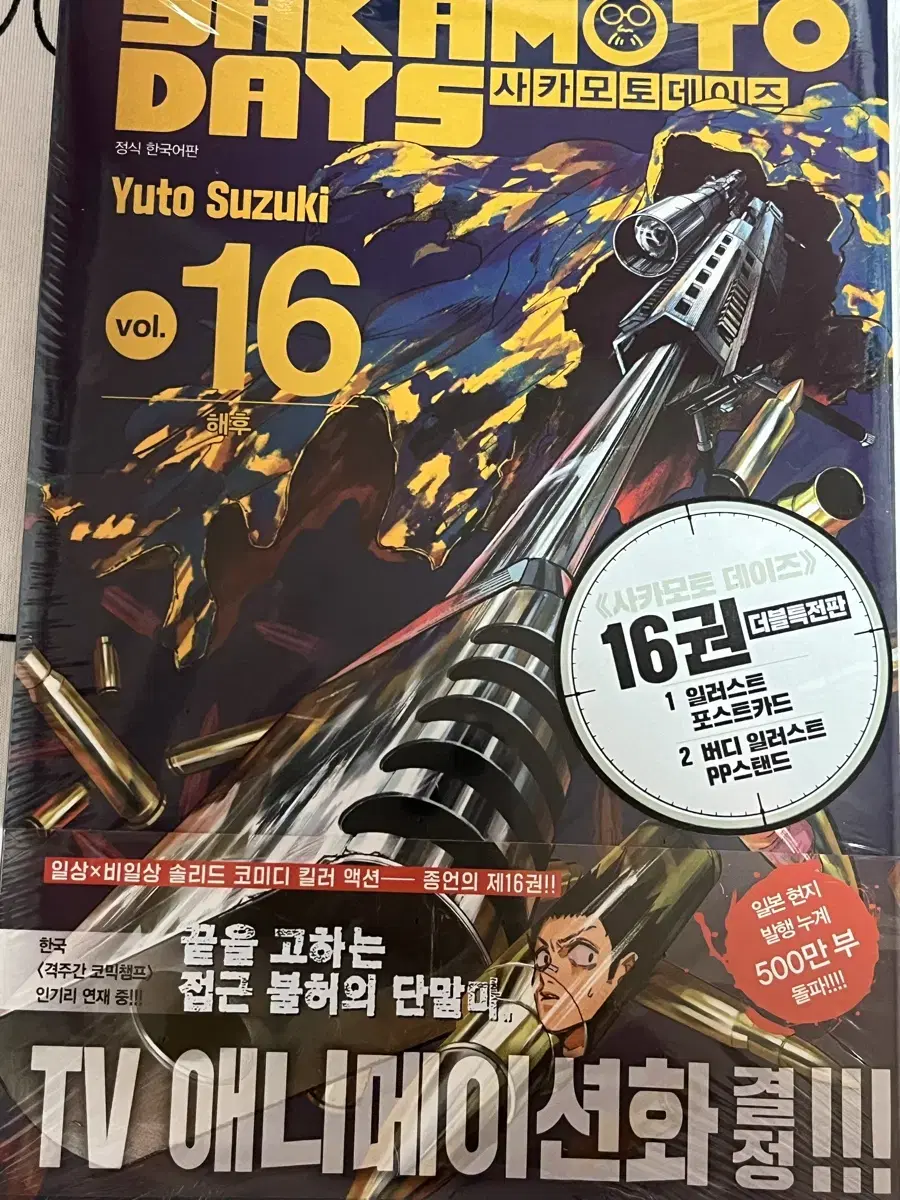 SAKAMOTO
DAYS
사카모토데이즈
정식 한국어판
Yuto Suzuki
vol. 16
해후
《사카모토 데이즈》
16권 더블특전판
1 일러스트
포스트카드
2 버디 일러스트
PP스탠드
일상×비일상 솔리드 코미디 킬러 액션── 종언의 제16권!!
한국
〈격주간 코믹챔프〉
인기리 연재 중!!!
끝을 고하는
접근 불허의 단말마.
일본 현지
발행 누계
500만 부
돌파!!!!
TV 애니메이션화 결정!!!